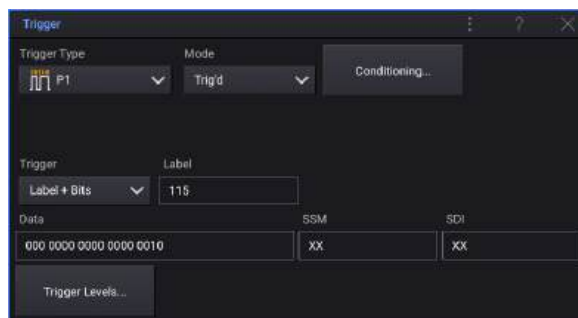 Trigger
Trigger Type
Mode
P1
Trig'd
Conditioning...
Trigger
Label
Label + Bits
115
Data
SSM
SDI
000 0000 0000 0000 0010
XX
XX
Trigger Levels...